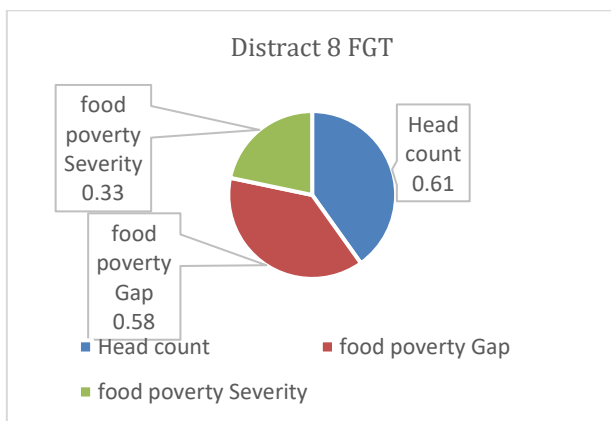 Distract 8 FGT
food
poverty
Severity
0.33
Head
count
0.61
food
poverty
Gap
0.58
Head count
food poverty Gap
food poverty Severity